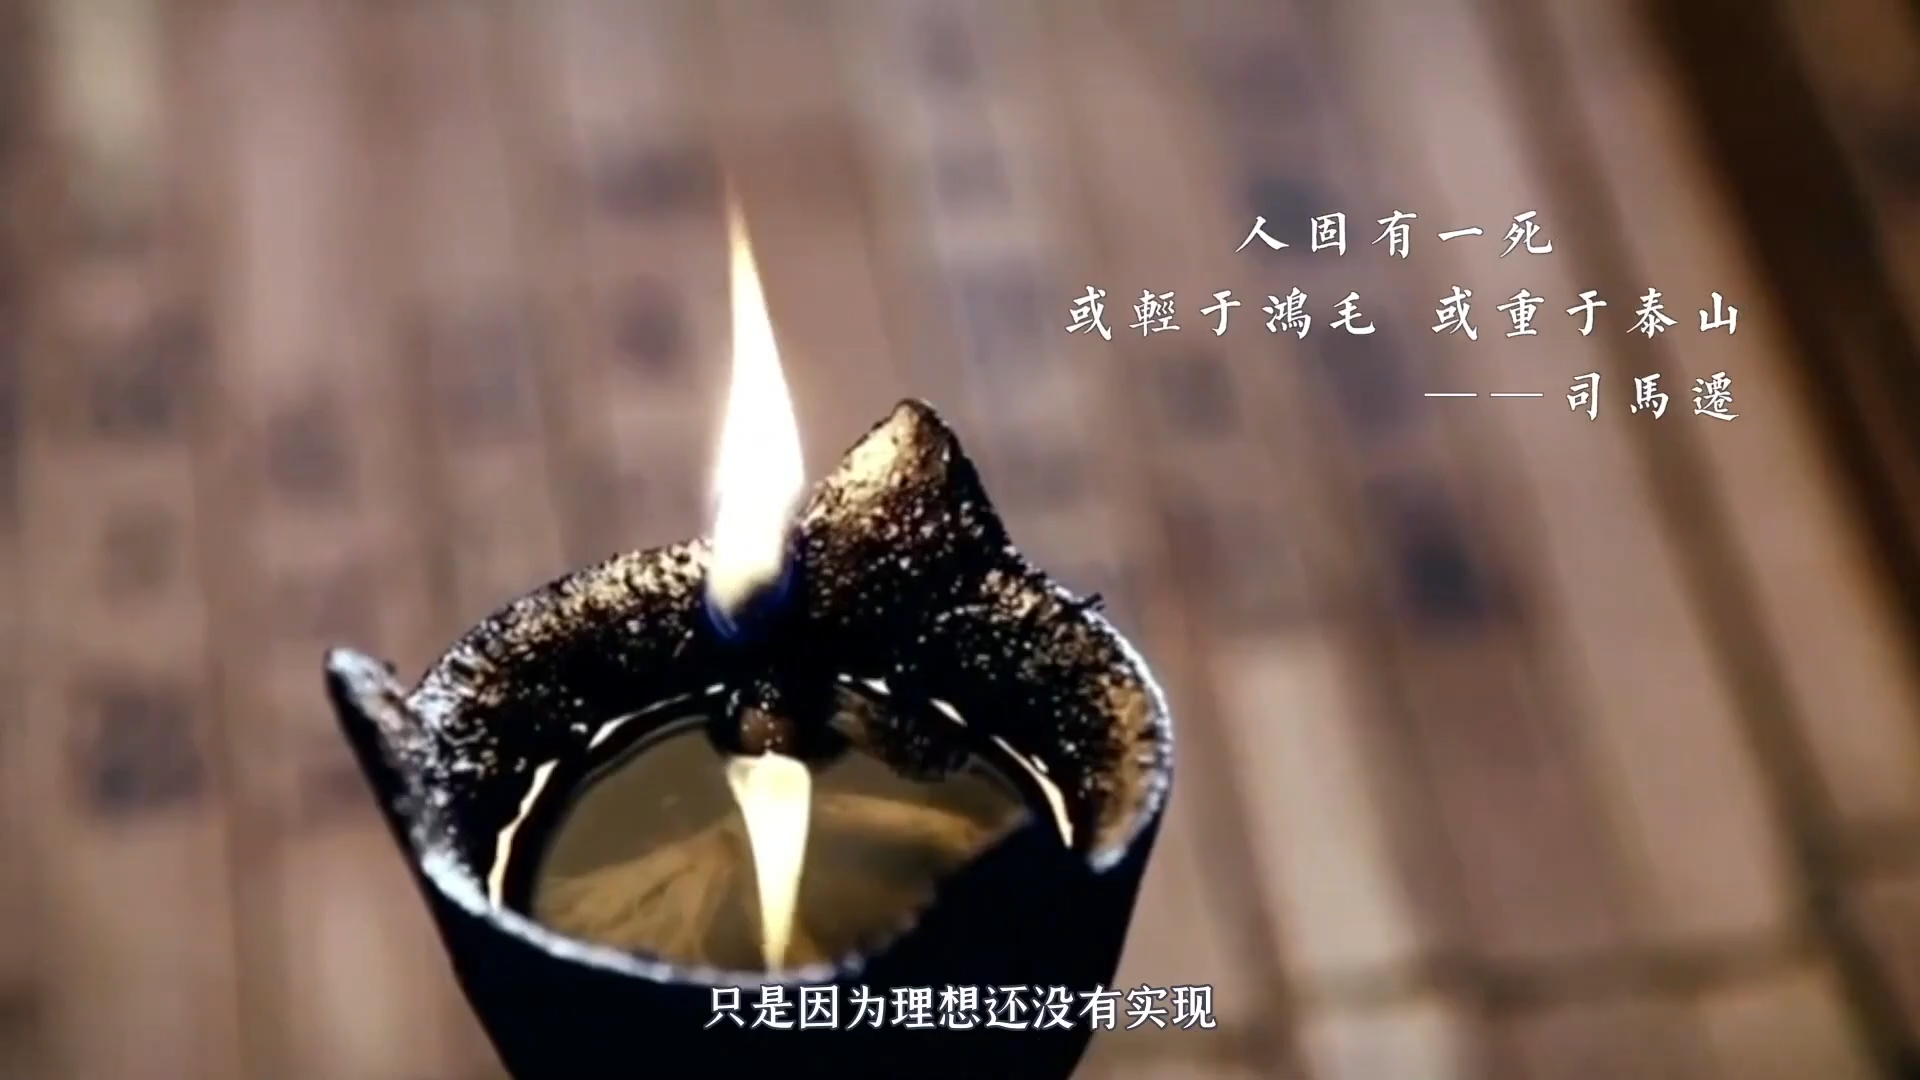 人固有一死
或輕于鴻毛 或重于泰山
——司馬遷
只是因为理想还没有实现